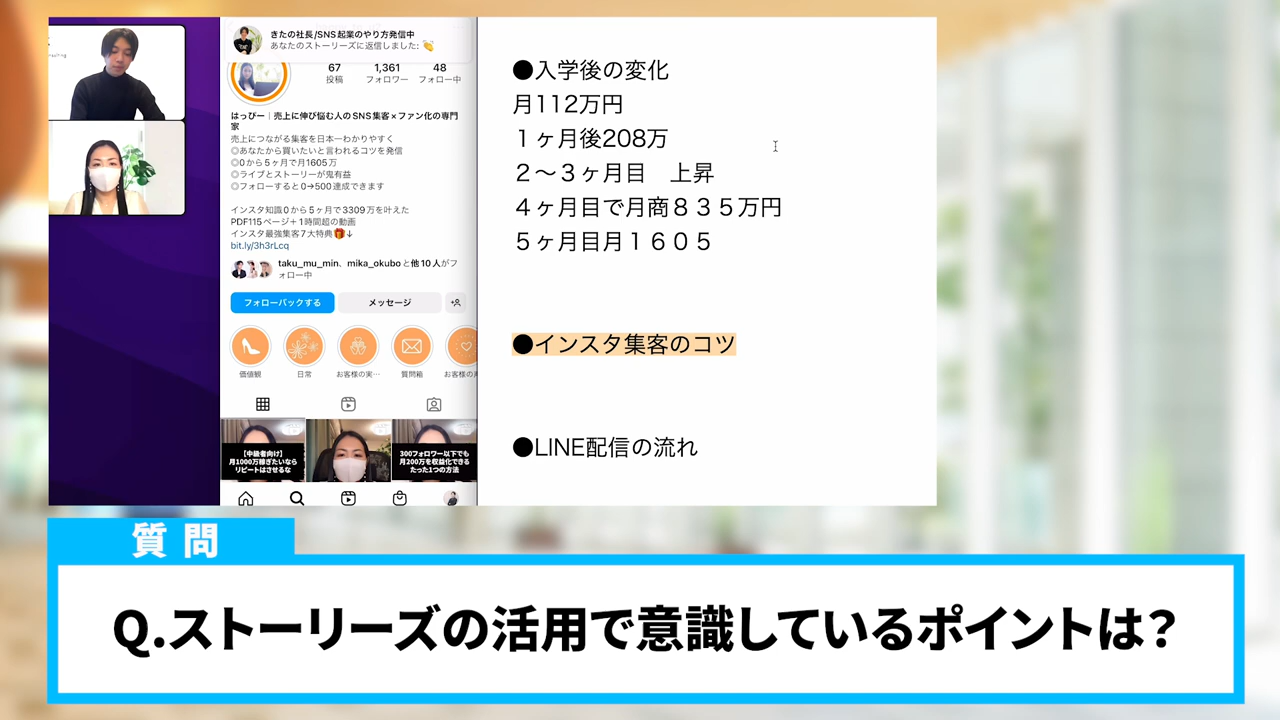 onsulting
きたの社長/SNS起業のやり方発信中
あなたのストーリーズに返信しました: 👏
67 1,361 48
投稿 フォロワー フォロー中
はっぴー｜売上に伸び悩む人のSNS集客×ファン化の専門
家
売上につながる集客を日本一わかりやすく
◎あなたから買いたいと言われるコツを発信
◎0から5ヶ月で月1605万
◎ライブとストーリーが鬼有益
◎フォローすると0→500達成できます
インスタ知識0から5ヶ月で3309万を叶えた
PDF115ページ＋1時間超の動画
インスタ最強集客7大特典🎁↓
bit.ly/3h3rLcq
taku_mu_min、mika_okuboと他10人がフ
ォロー中
フォローバックする メッセージ
価値観 日常 お客様の実… 質問箱 お客様の
【中級者向け】
月1000万稼ぎたいなら
リピートはさせるな
300フォロワー以下でも
月200万を収益化できる
たった1つの方法
●入学後の変化
月112万円
１ヶ月後208万
２〜３ヶ月目　上昇
４ヶ月目で月商８３５万円
５ヶ月目月１６０５
●インスタ集客のコツ
●LINE配信の流れ
質問
Q.ストーリーズの活用で意識しているポイントは？